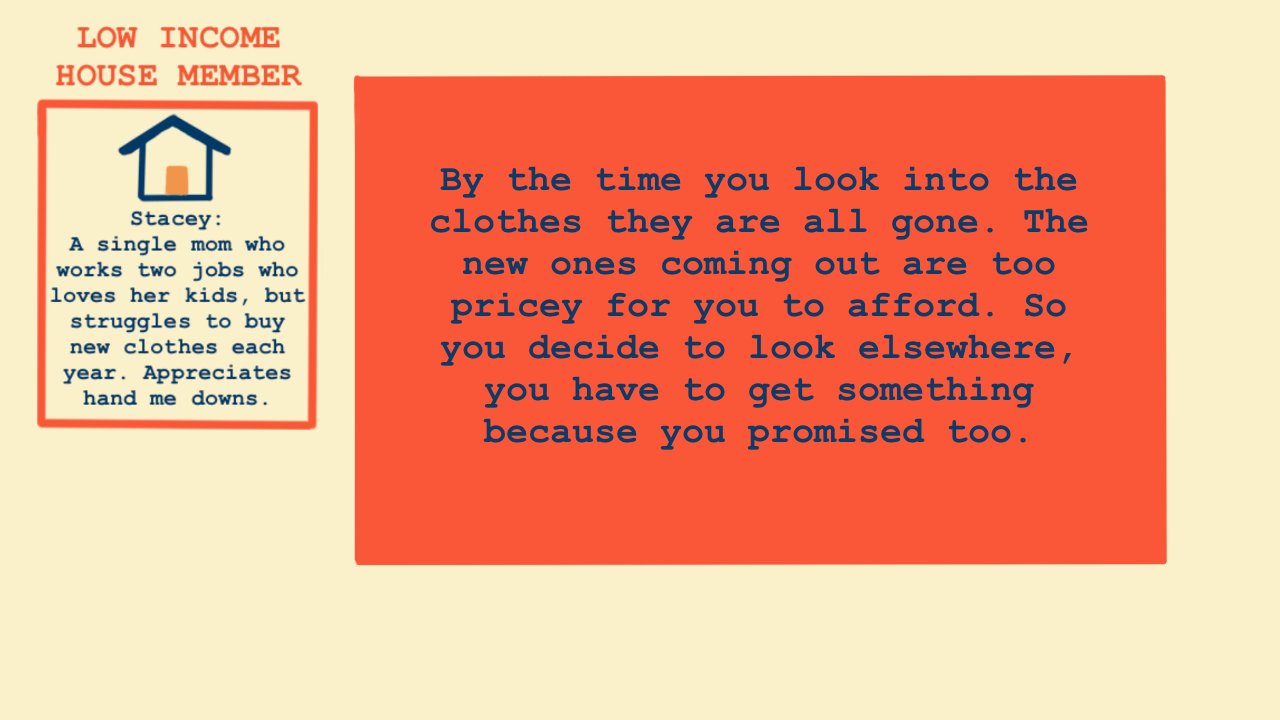 LOW INCOME
HOUSE MEMBER
Stacey:
A single mom who
works two jobs who
loves her kids, but
struggles to buy
new clothes each
year. Appreciates
hand me downs.
By the time you look into the
clothes they are all gone. The
new ones coming out are too
pricey for you to afford. So
you decide to look elsewhere,
you have to get something
because you promised too.